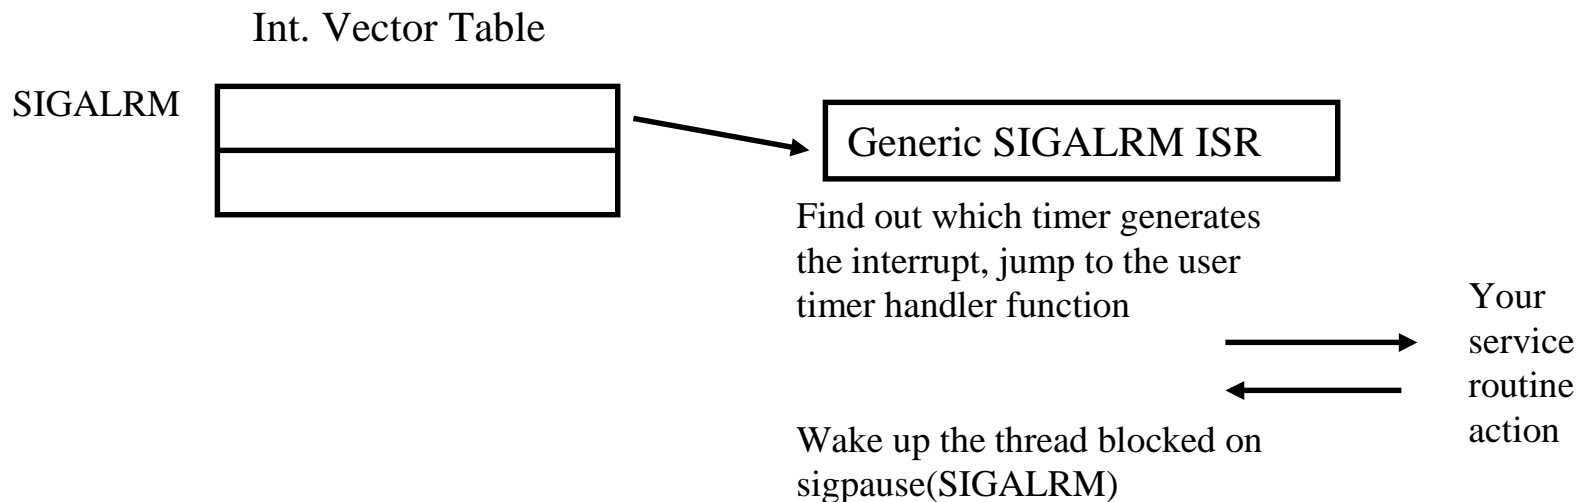 Int. Vector Table
SIGALRM
Generic SIGALRM ISR
Find out which timer generates
the interrupt, jump to the user
timer handler function
Your
service
routine
action
Wake up the thread blocked on
sigpause(SIGALRM)